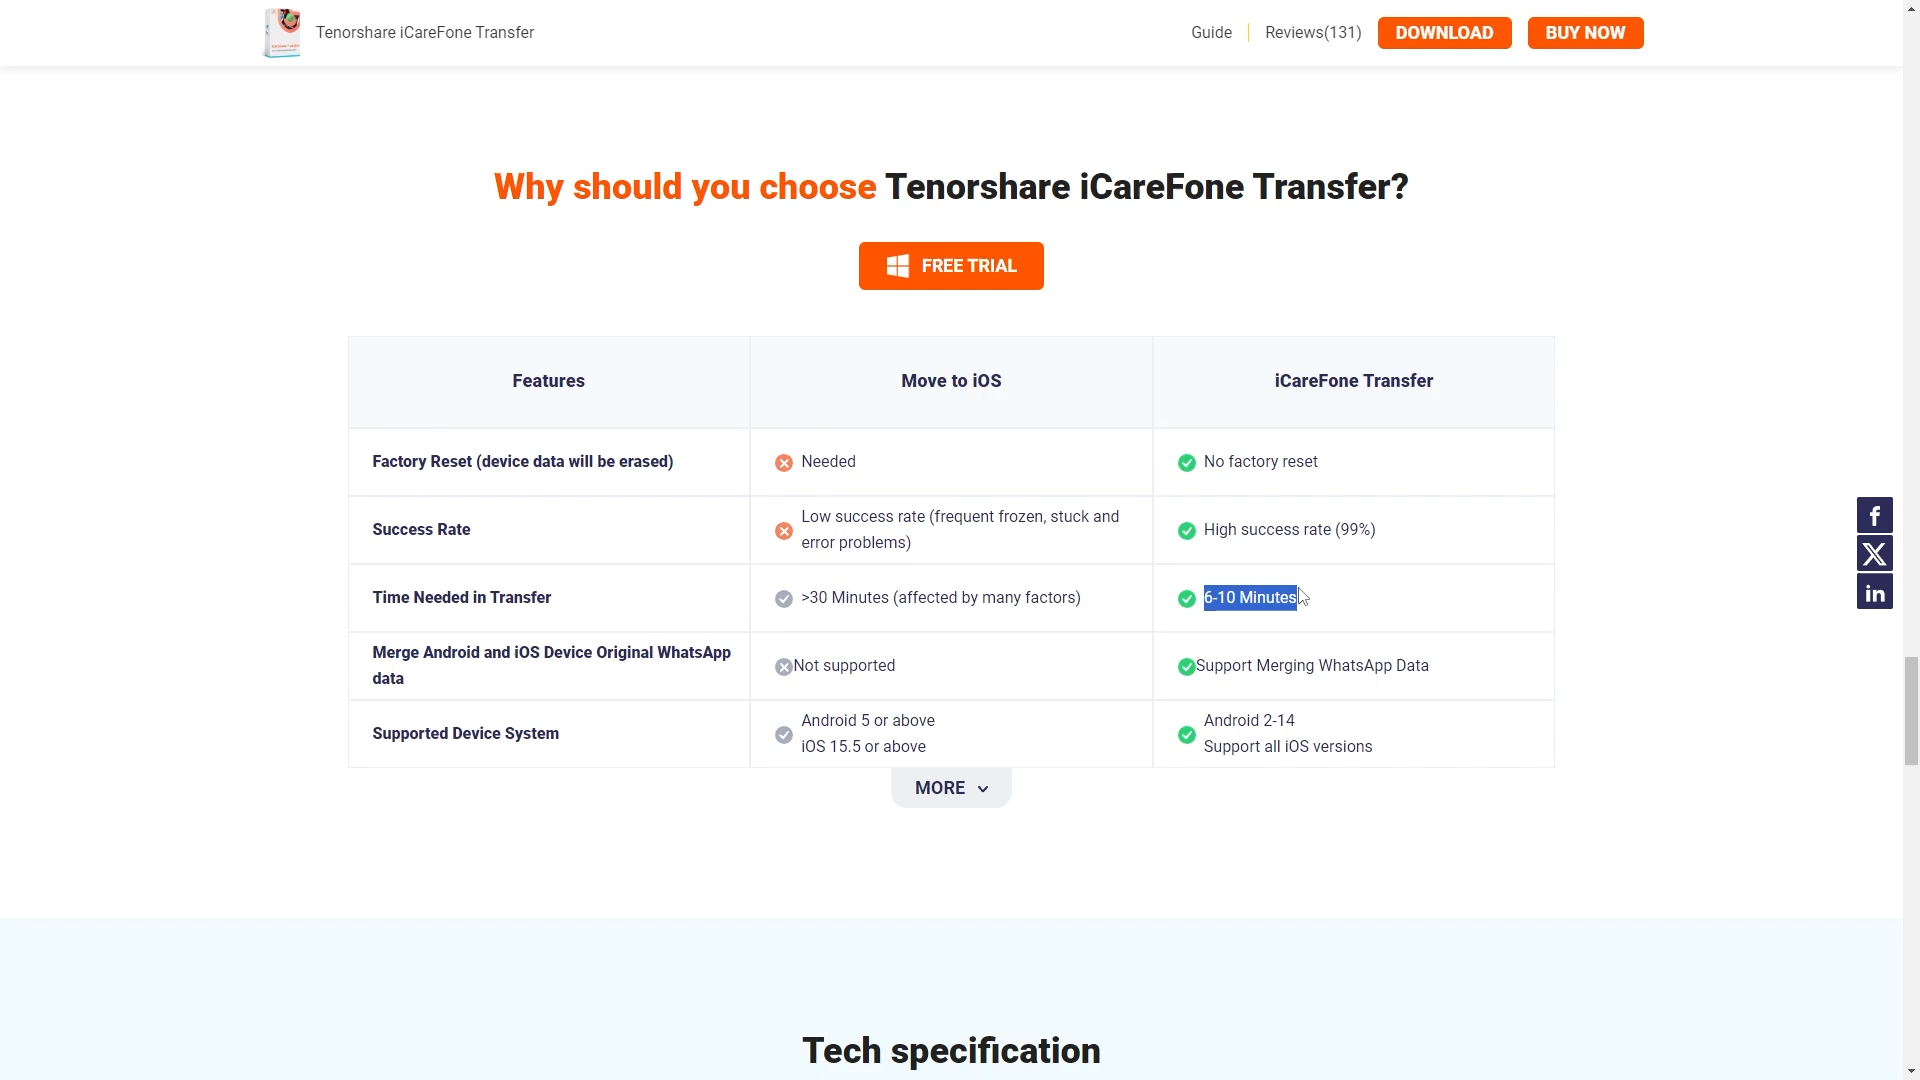 Tenorshare iCareFone Transfer
Guide
Reviews(131)
DOWNLOAD
BUY NOW
Why should you choose Tenorshare iCareFone Transfer?
FREE TRIAL
Features
Move to iOS
iCareFone Transfer
Factory Reset (device data will be erased)
Needed
No factory reset
Success Rate
Low success rate (frequent frozen, stuck and
error problems)
High success rate (99%)
Time Needed in Transfer
>30 Minutes (affected by many factors)
6-10 Minutes
Merge Android and iOS Device Original WhatsApp
data
Not supported
Support Merging WhatsApp Data
Supported Device System
Android 5 or above
iOS 15.5 or above
Android 2-14
Support all iOS versions
MORE
Tech specification